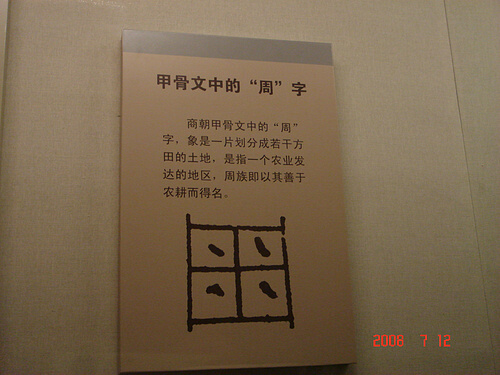 甲骨文中的“周”字
商朝甲骨文中的“周”
字，象是一片划分成若干方
田的土地，是指一个农业发
达的地区，周族即以其善于
农耕而得名。
2008 7 12